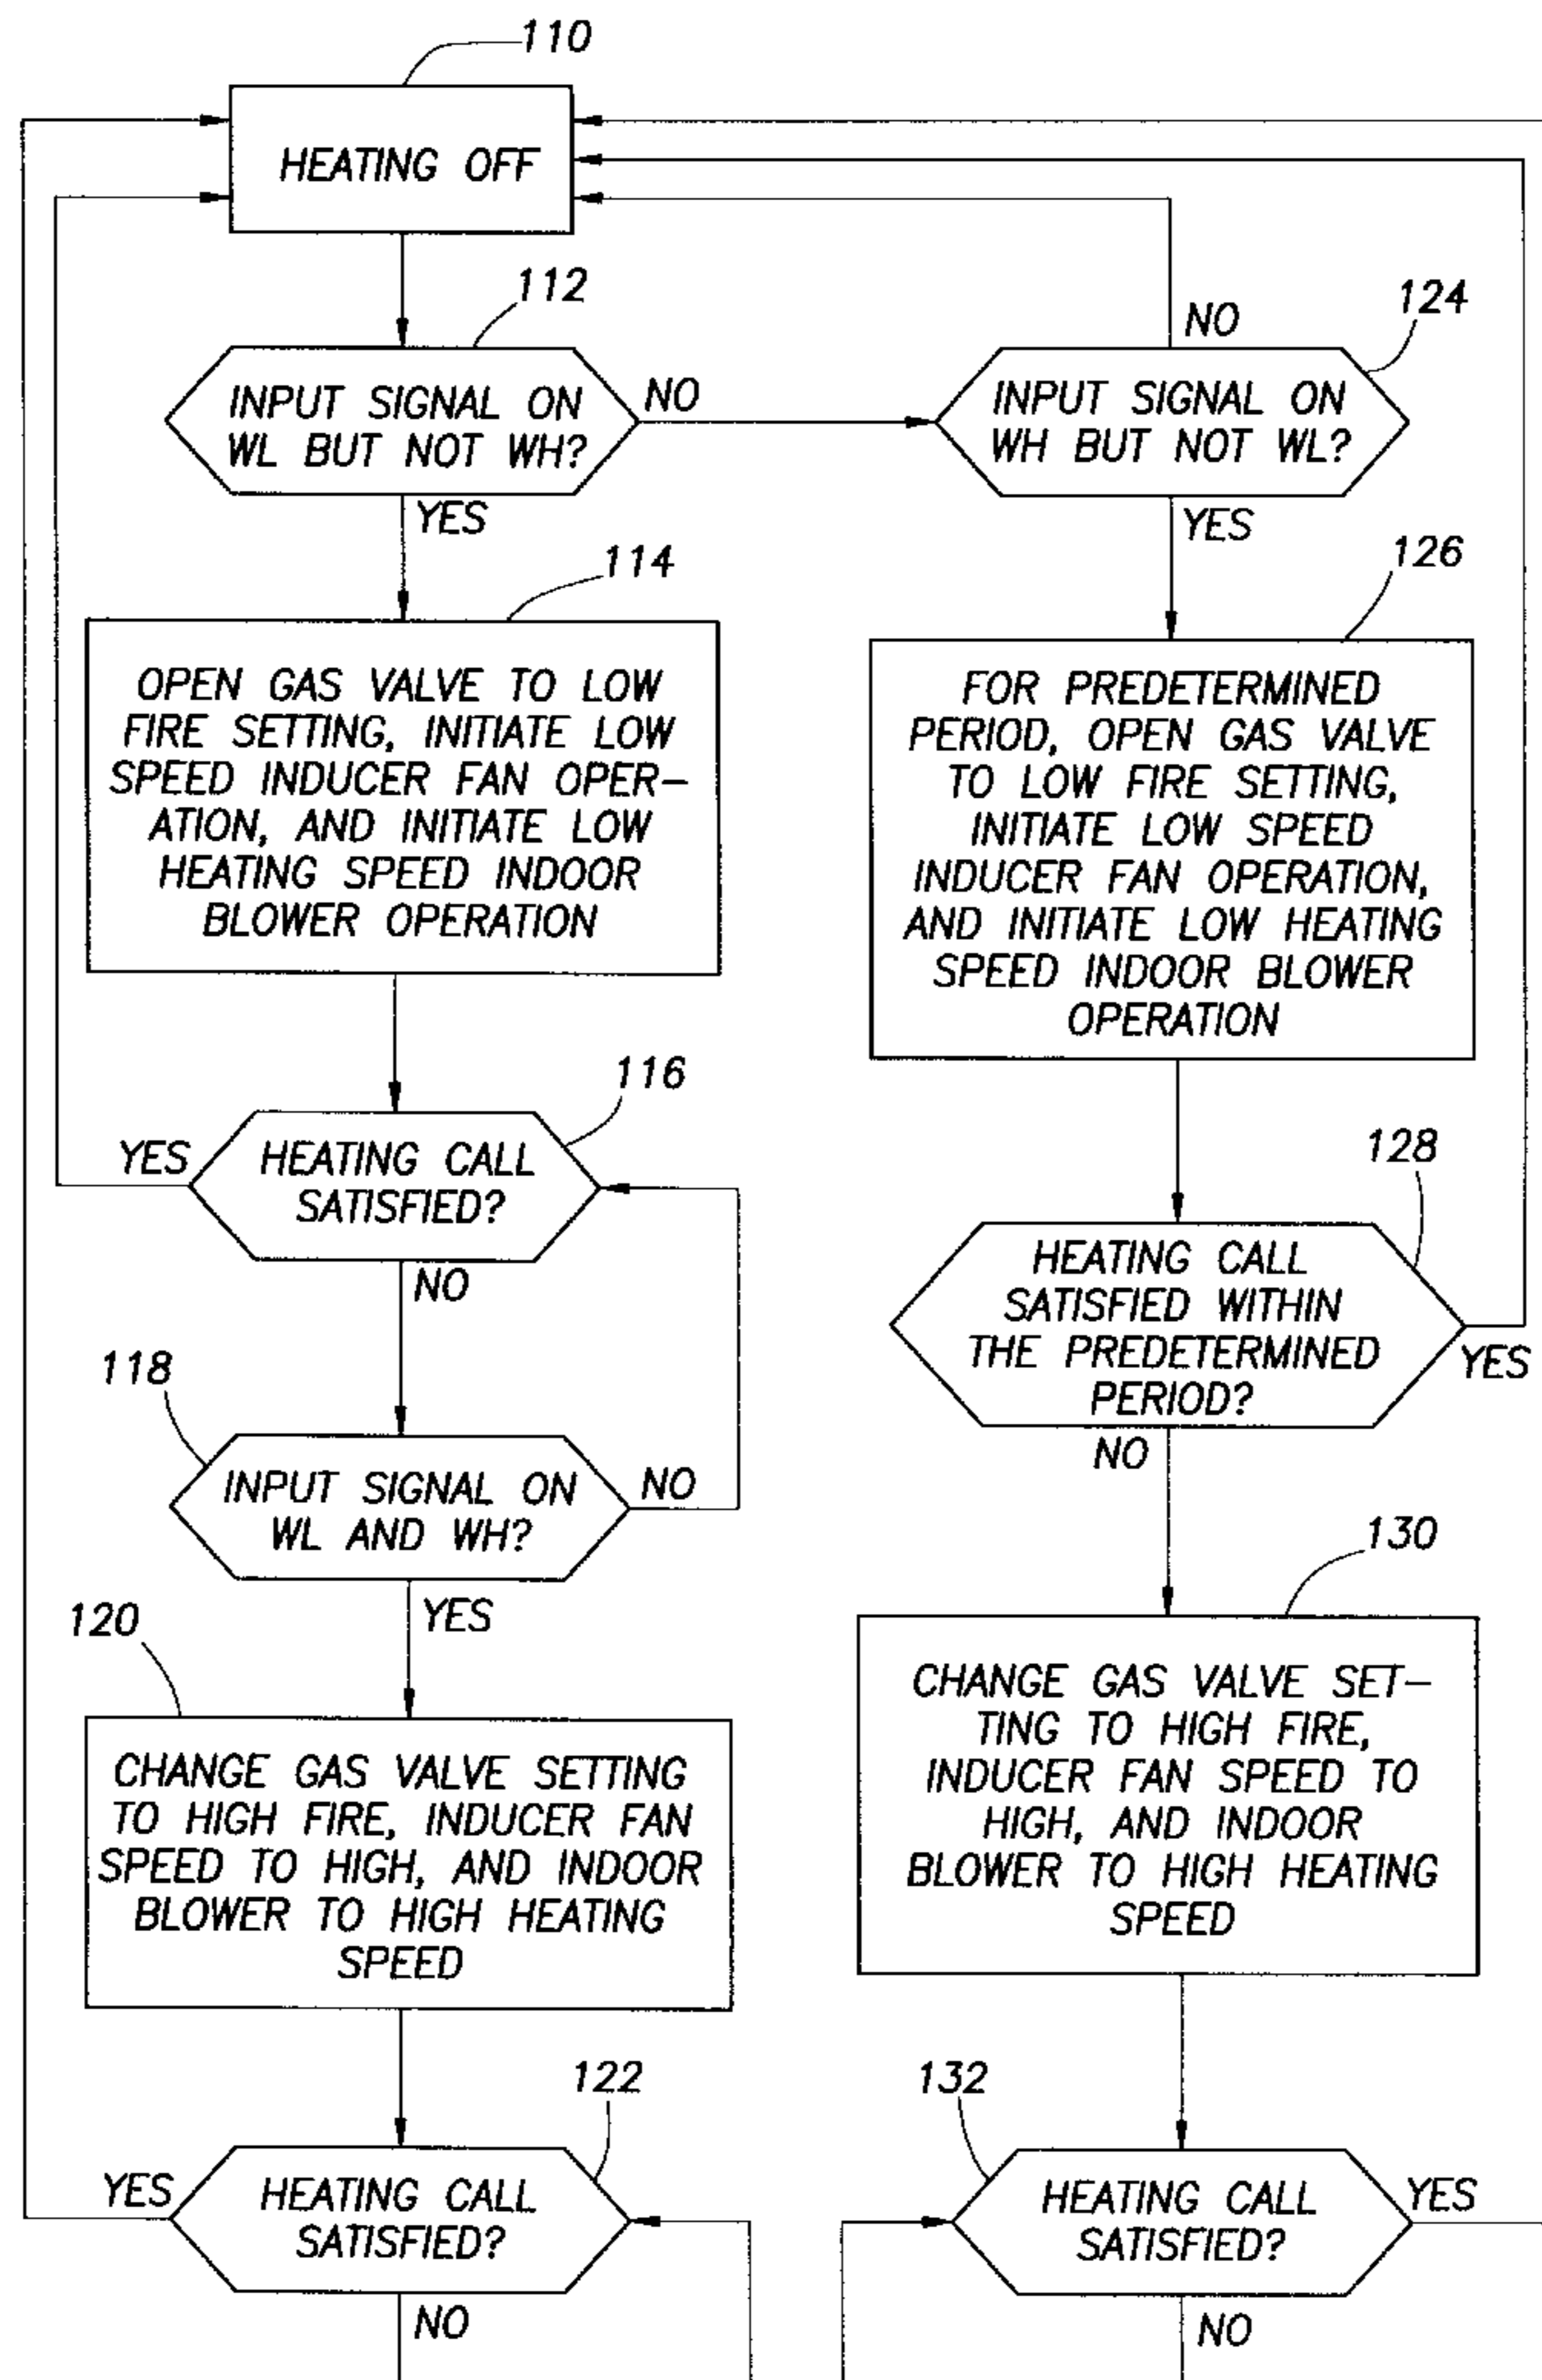 110
HEATING OFF
112
INPUT SIGNAL ON
WL BUT NOT WH?
NO
YES
124
NO
INPUT SIGNAL ON
WH BUT NOT WL?
YES
114
OPEN GAS VALVE TO LOW
FIRE SETTING, INITIATE LOW
SPEED INDUCER FAN OPER–
ATION, AND INITIATE LOW
HEATING SPEED INDOOR
BLOWER OPERATION
126
FOR PREDETERMINED
PERIOD, OPEN GAS VALVE
TO LOW FIRE SETTING,
INITIATE LOW SPEED
INDUCER FAN OPERATION,
AND INITIATE LOW HEATING
SPEED INDOOR BLOWER
OPERATION
116
YES
HEATING CALL
SATISFIED?
NO
128
HEATING CALL
SATISFIED WITHIN
THE PREDETERMINED
PERIOD?
YES
NO
118
INPUT SIGNAL ON
WL AND WH?
NO
YES
130
CHANGE GAS VALVE SET–
TING TO HIGH FIRE,
INDUCER FAN SPEED TO
HIGH, AND INDOOR
BLOWER TO HIGH HEATING
SPEED
120
CHANGE GAS VALVE SETTING
TO HIGH FIRE, INDUCER FAN
SPEED TO HIGH, AND INDOOR
BLOWER TO HIGH HEATING
SPEED
122
YES
HEATING CALL
SATISFIED?
NO
132
HEATING CALL
SATISFIED?
YES
NO